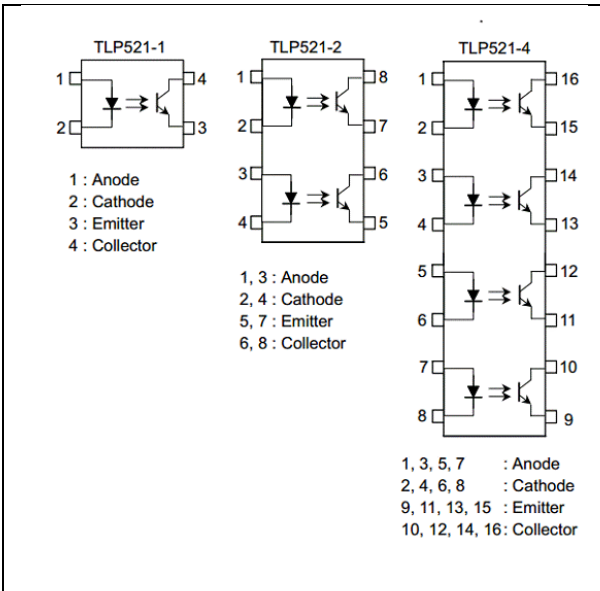 TLP521-1
1
4
2
3
1 : Anode
2 : Cathode
3 : Emitter
4 : Collector
TLP521-2
1
8
2
7
3
6
4
5
1, 3 : Anode
2, 4 : Cathode
5, 7 : Emitter
6, 8 : Collector
TLP521-4
1
16
2
15
3
14
4
13
5
12
6
11
7
10
8
9
1, 3, 5, 7 : Anode
2, 4, 6, 8 : Cathode
9, 11, 13, 15 : Emitter
10, 12, 14, 16 : Collector